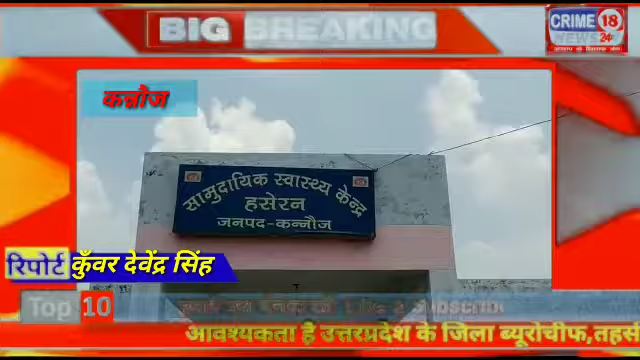 BIG BREAKING
CRIME 18
NEWS 24
कन्नौज
सामुदायिक स्वास्थ्य केन्द्र
हसेरन
जनपद-कन्नौज
रिपोर्ट कुँवर देवेंद्र सिंह
Top 10
आवश्यकता है उत्तरप्रदेश के जिला ब्यूरोचीफ,तहसी